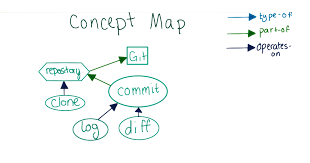 Concept Map
type-of
part-of
operates-
on
Git
repository
commit
clone
log
diff